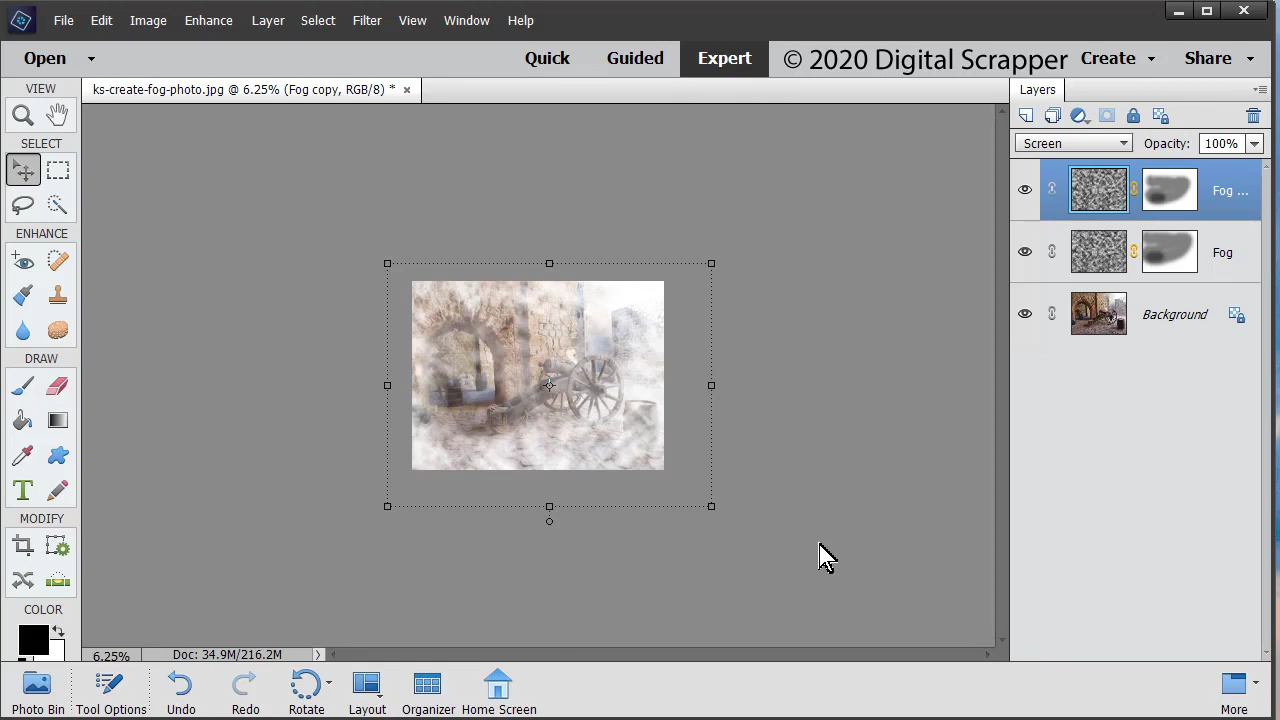 File Edit Image Enhance Layer Select Filter View Window Help
Open Quick Guided Expert © 2020 Digital Scrapper Create Share
ks-create-fog-photo.jpg @ 6.25% (Fog copy, RGB/8) *
VIEW
SELECT
ENHANCE
DRAW
MODIFY
COLOR
Layers
Screen Opacity: 100%
Fog ...
Fog
Background
6.25% Doc: 34.9M/216.2M
Photo Bin Tool Options Undo Redo Rotate Layout Organizer Home Screen More